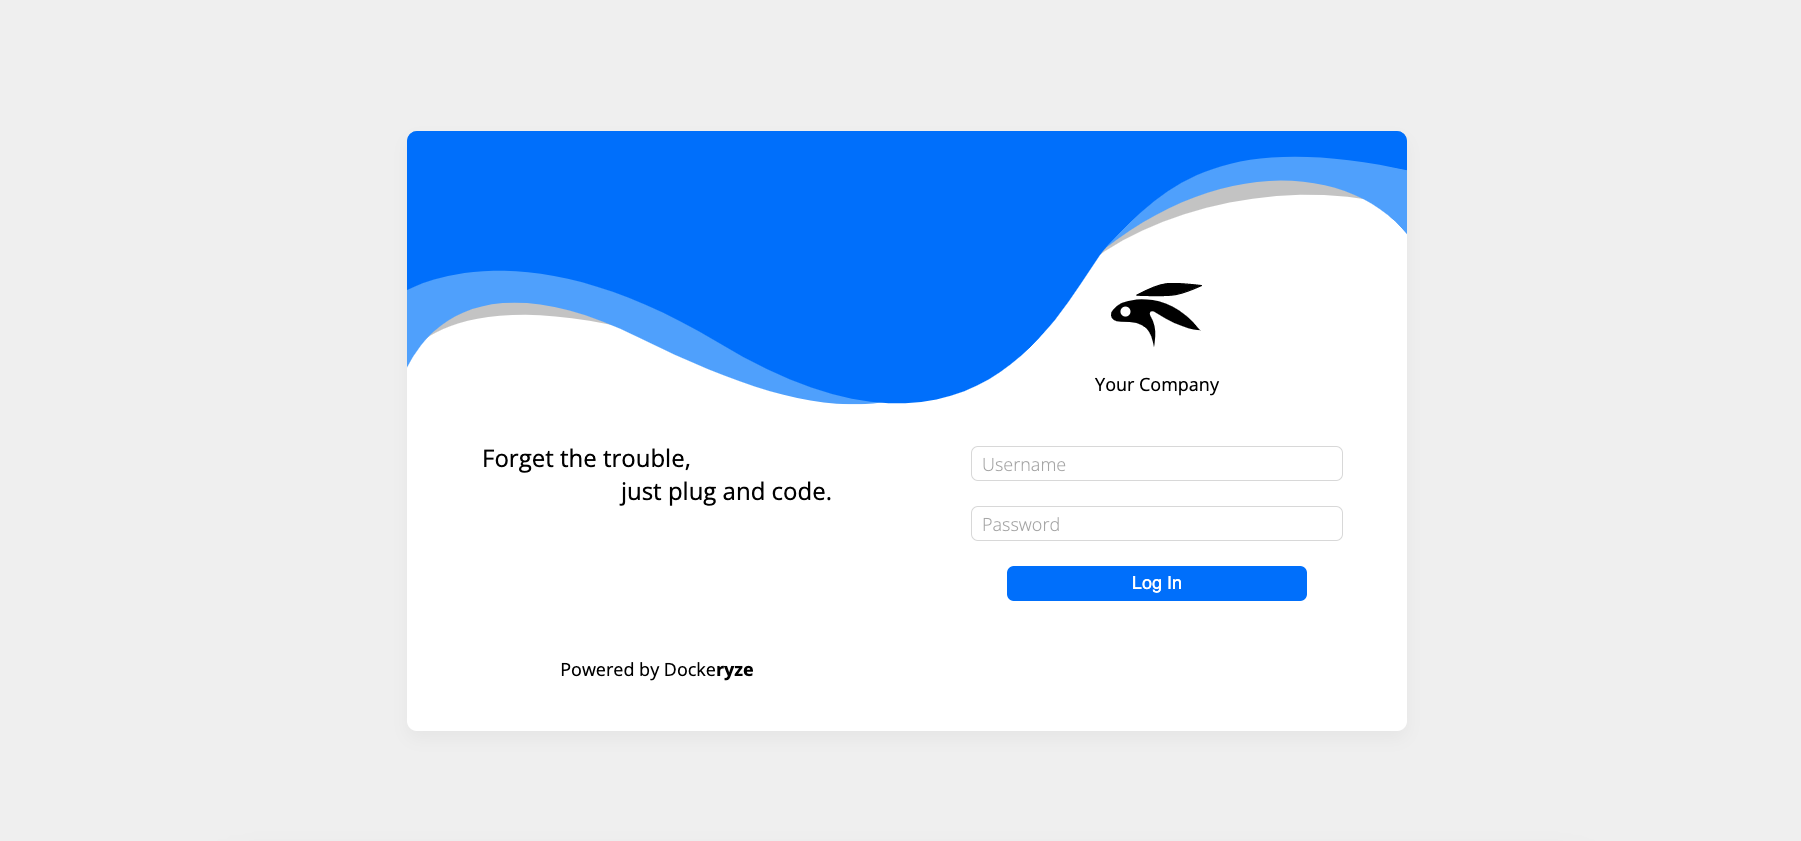 Your Company
Forget the trouble,
just plug and code.
Username
Password
Log In
Powered by Dockeryze